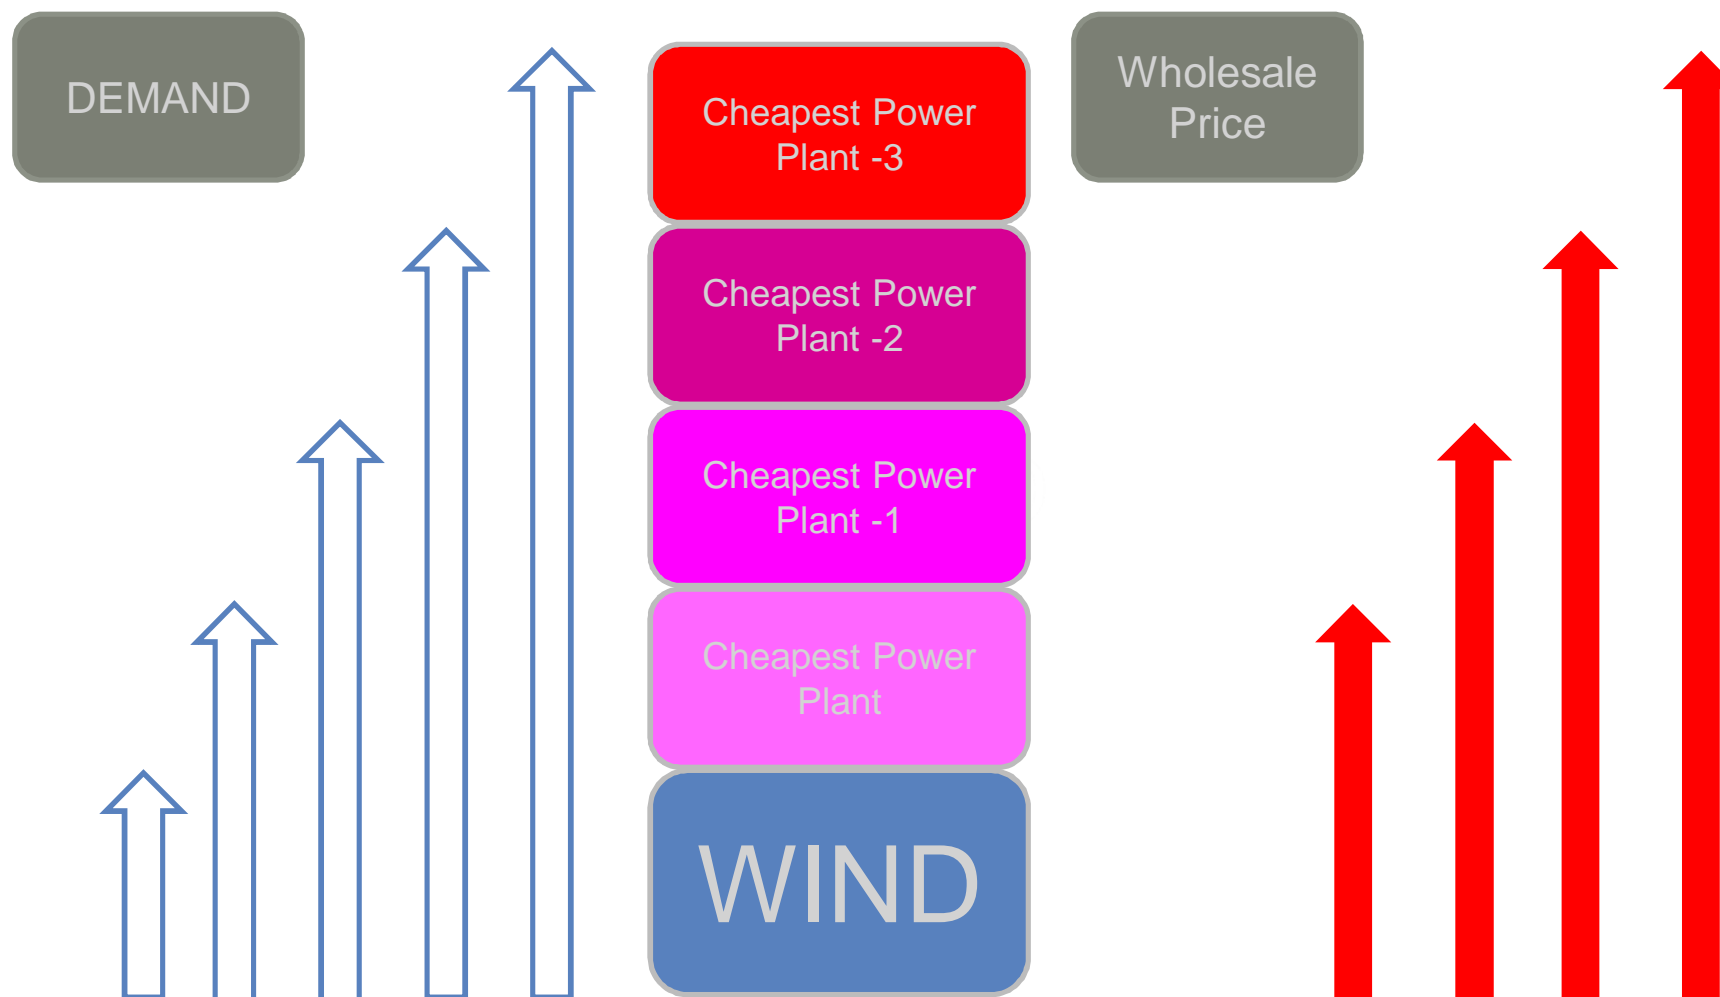 DEMAND
Cheapest Power
Plant -3
Wholesale
Price
Cheapest Power
Plant -2
Cheapest Power
Plant -1
Cheapest Power
Plant
WIND